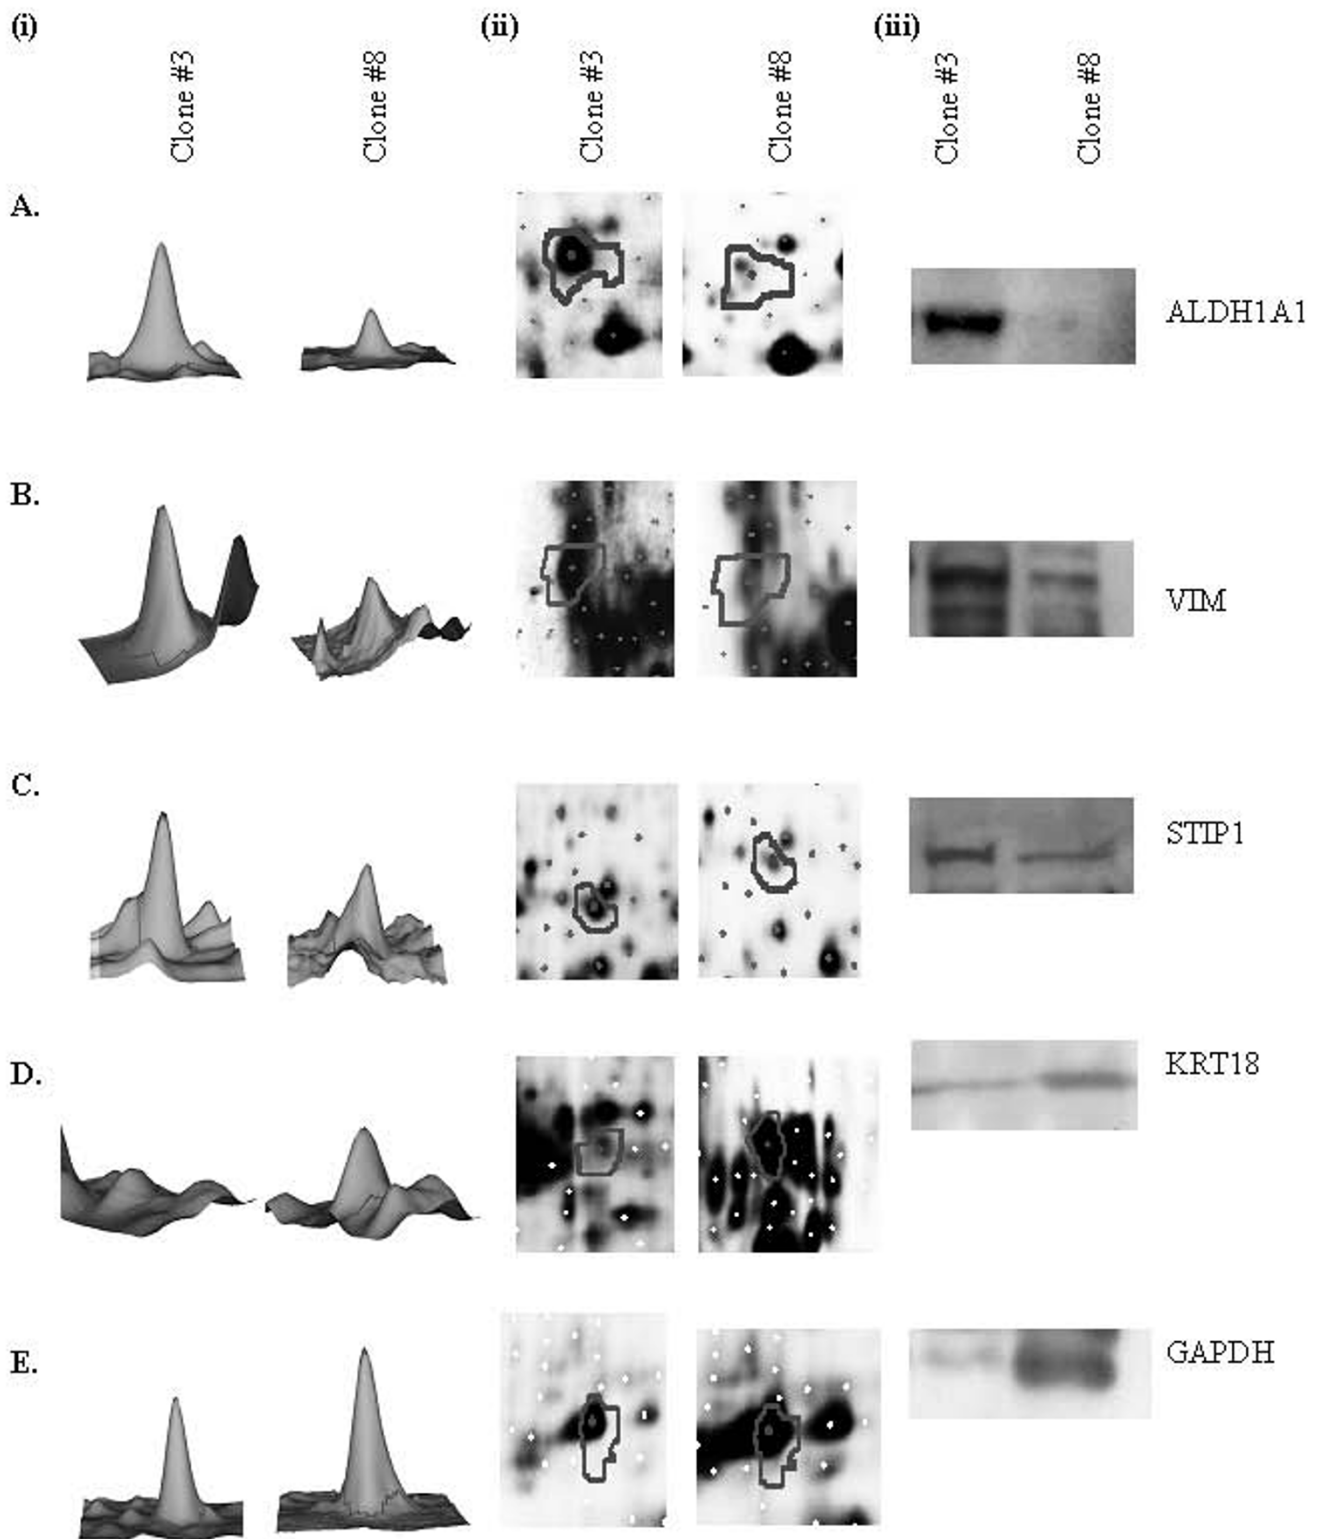 (i) (ii) (iii)
Clone #3
Clone #8
Clone #3
Clone #8
Clone #3
Clone #8
A.
ALDH1A1
B.
VIM
C.
STIP1
D.
KRT18
E.
GAPDH